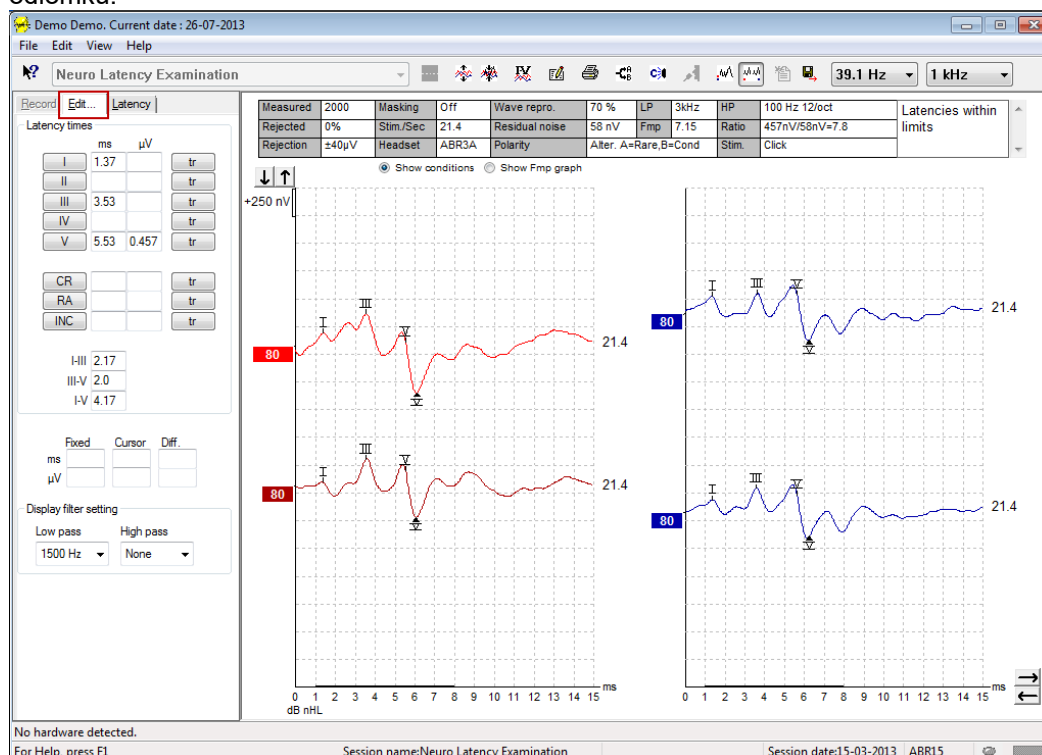 odlomku.
Demo Demo. Current date : 26-07-2013
File Edit View Help
Neuro Latency Examination 39.1 Hz 1 kHz
Record Edit... Latency
Measured 2000 Masking Off Wave repro. 70 % LP 3kHz HP 100 Hz 12/oct Latencies within limits
Rejected 0% Stim./Sec 21.4 Residual noise 58 nV Fmp 7.15 Ratio 457nV/58nV=7.8
Rejection ±40µV Headset ABR3A Polarity Alter. A=Rare,B=Cond Stim. Click
Show conditions Show Fmp graph
Latency times
ms µV
I 1.37 tr
II tr
III 3.53 tr
IV tr
V 5.53 0.457 tr
CR tr
RA tr
INC tr
I-III 2.17
III-V 2.0
I-V 4.17
Fixed Cursor Diff.
ms
µV
Display filter setting
Low pass High pass
1500 Hz None
+250 nV
I III V
80 21.4
V
I III V
80 21.4
V
0 1 2 3 4 5 6 7 8 9 10 11 12 13 14 15 ms
dB nHL
I III V
80 21.4
V
I III V
80 21.4
V
0 1 2 3 4 5 6 7 8 9 10 11 12 13 14 15 ms
No hardware detected.
For Help, press F1 Session name:Neuro Latency Examination Session date:15-03-2013 ABR15